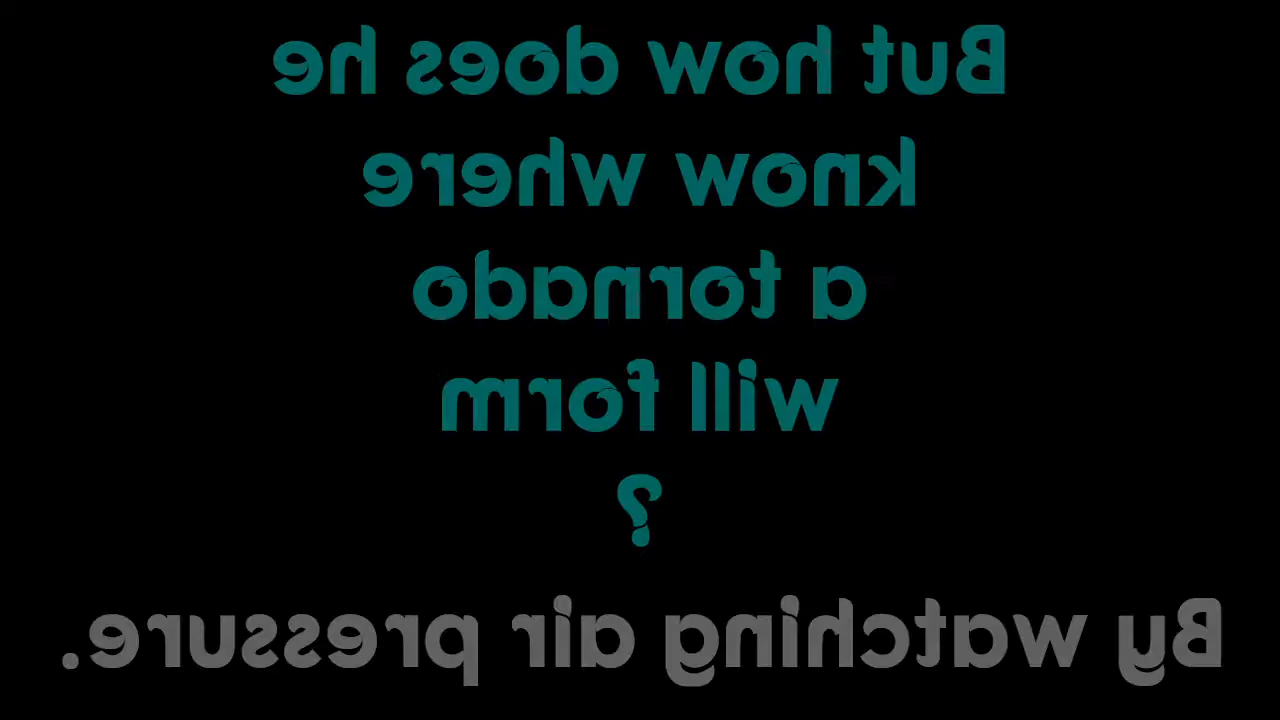 But how does he
know where
a tornado
will form
?
By watching air pressure.